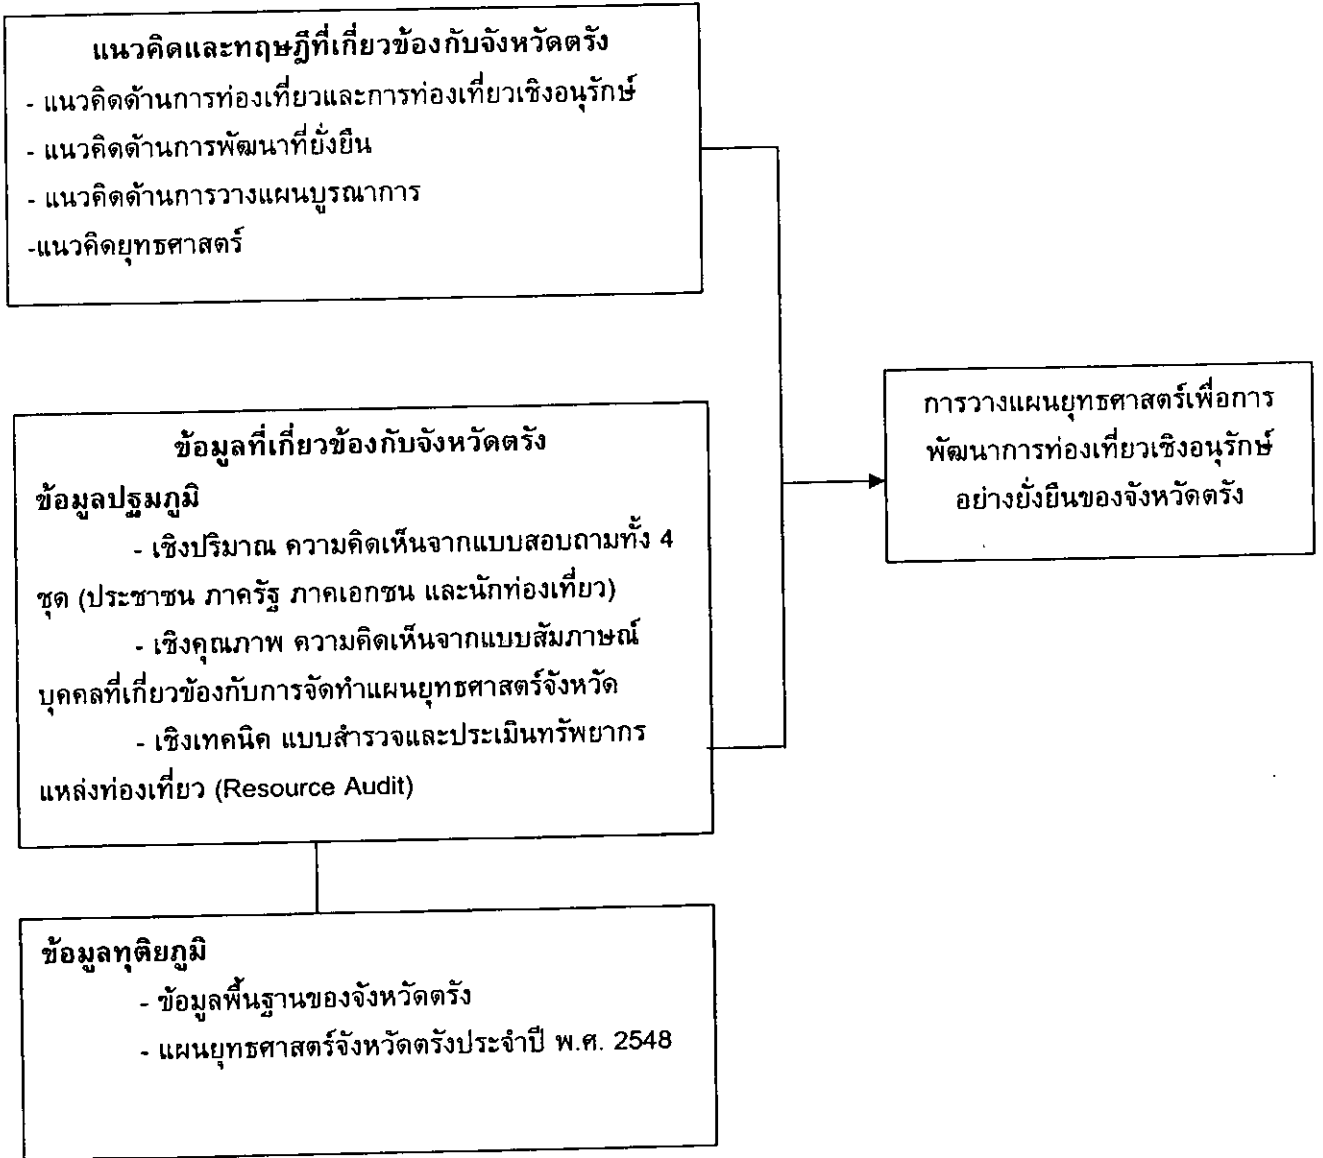 แนวคิดและทฤษฎีที่เกี่ยวข้องกับจังหวัดตรัง
- แนวคิดด้านการท่องเที่ยวและการท่องเที่ยวเชิงอนุรักษ์
- แนวคิดด้านการพัฒนาที่ยั่งยืน
- แนวคิดด้านการวางแผนบูรณาการ
-แนวคิดยุทธศาสตร์
ข้อมูลที่เกี่ยวข้องกับจังหวัดตรัง
ข้อมูลปฐมภูมิ
- เชิงปริมาณ ความคิดเห็นจากแบบสอบถามทั้ง 4
ชุด (ประชาชน ภาครัฐ ภาคเอกชน และนักท่องเที่ยว)
- เชิงคุณภาพ ความคิดเห็นจากแบบสัมภาษณ์
บุคคลที่เกี่ยวข้องกับการจัดทำแผนยุทธศาสตร์จังหวัด
- เชิงเทคนิค แบบสำรวจและประเมินทรัพยากร
แหล่งท่องเที่ยว (Resource Audit)
ข้อมูลทุติยภูมิ
- ข้อมูลพื้นฐานของจังหวัดตรัง
- แผนยุทธศาสตร์จังหวัดตรังประจำปี พ.ศ. 2548
การวางแผนยุทธศาสตร์เพื่อการ
พัฒนาการท่องเที่ยวเชิงอนุรักษ์
อย่างยั่งยืนของจังหวัดตรัง